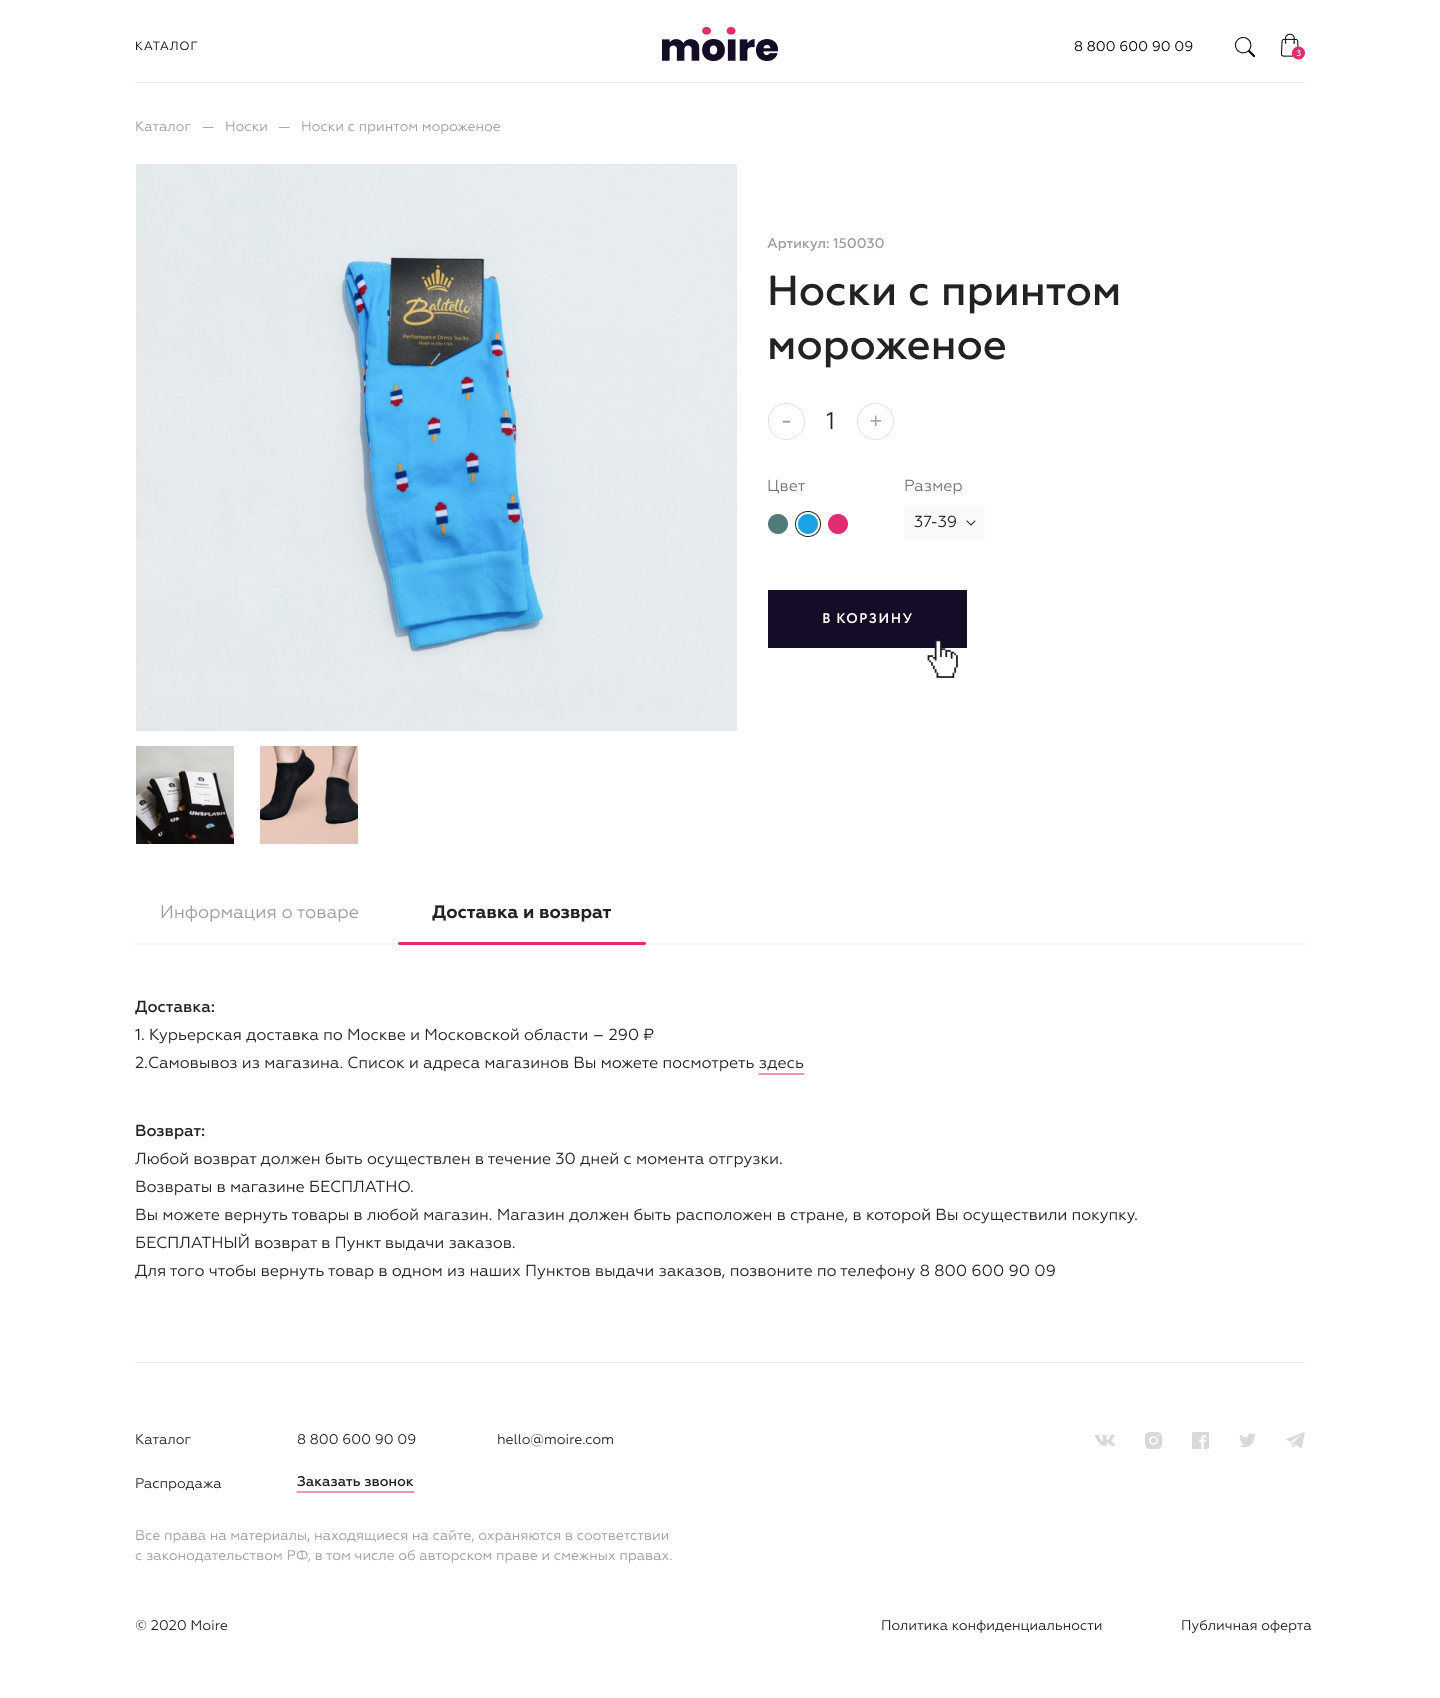 КАТАЛОГ
moire
8 800 600 90 09
3
Каталог — Носки — Носки с принтом мороженое
Артикул: 150030
Носки с принтом
мороженое
Balitello
Performance Dress Socks
Made in the USA
- 1 +
Цвет
Размер
37-39
В КОРЗИНУ
UNSPLASH
Информация о товаре
Доставка и возврат
Доставка:
1. Курьерская доставка по Москве и Московской области – 290 ₽
2.Самовывоз из магазина. Список и адреса магазинов Вы можете посмотреть здесь
Возврат:
Любой возврат должен быть осуществлен в течение 30 дней с момента отгрузки.
Возвраты в магазине БЕСПЛАТНО.
Вы можете вернуть товары в любой магазин. Магазин должен быть расположен в стране, в которой Вы осуществили покупку.
БЕСПЛАТНЫЙ возврат в Пункт выдачи заказов.
Для того чтобы вернуть товар в одном из наших Пунктов выдачи заказов, позвоните по телефону 8 800 600 90 09
Каталог
8 800 600 90 09
hello@moire.com
Распродажа
Заказать звонок
Все права на материалы, находящиеся на сайте, охраняются в соответствии
с законодательством РФ, в том числе об авторском праве и смежных правах.
© 2020 Moire
Политика конфиденциальности
Публичная оферта